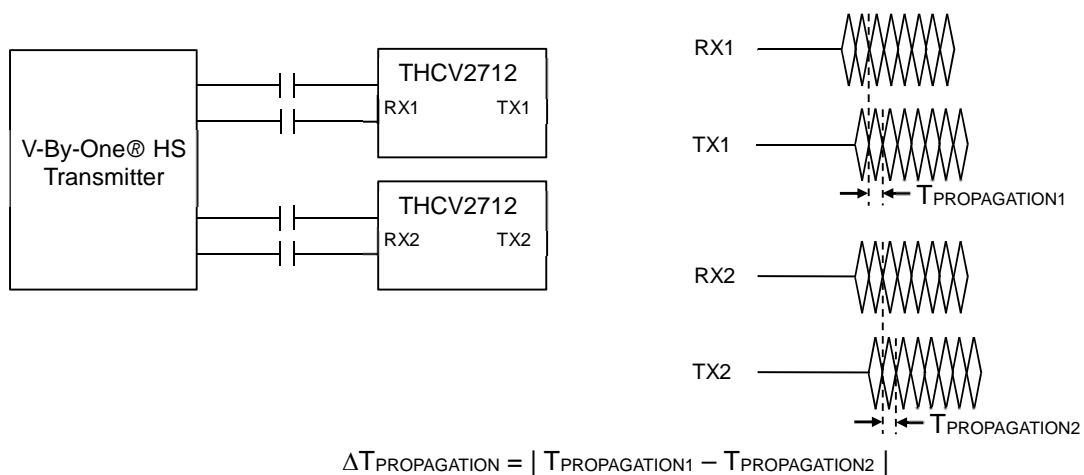 V-By-One® HS
Transmitter
THCV2712
RX1 TX1
THCV2712
RX2 TX2
RX1
TX1
TPROPAGATION1
RX2
TX2
TPROPAGATION2
ΔTPROPAGATION = | TPROPAGATION1 – TPROPAGATION2 |